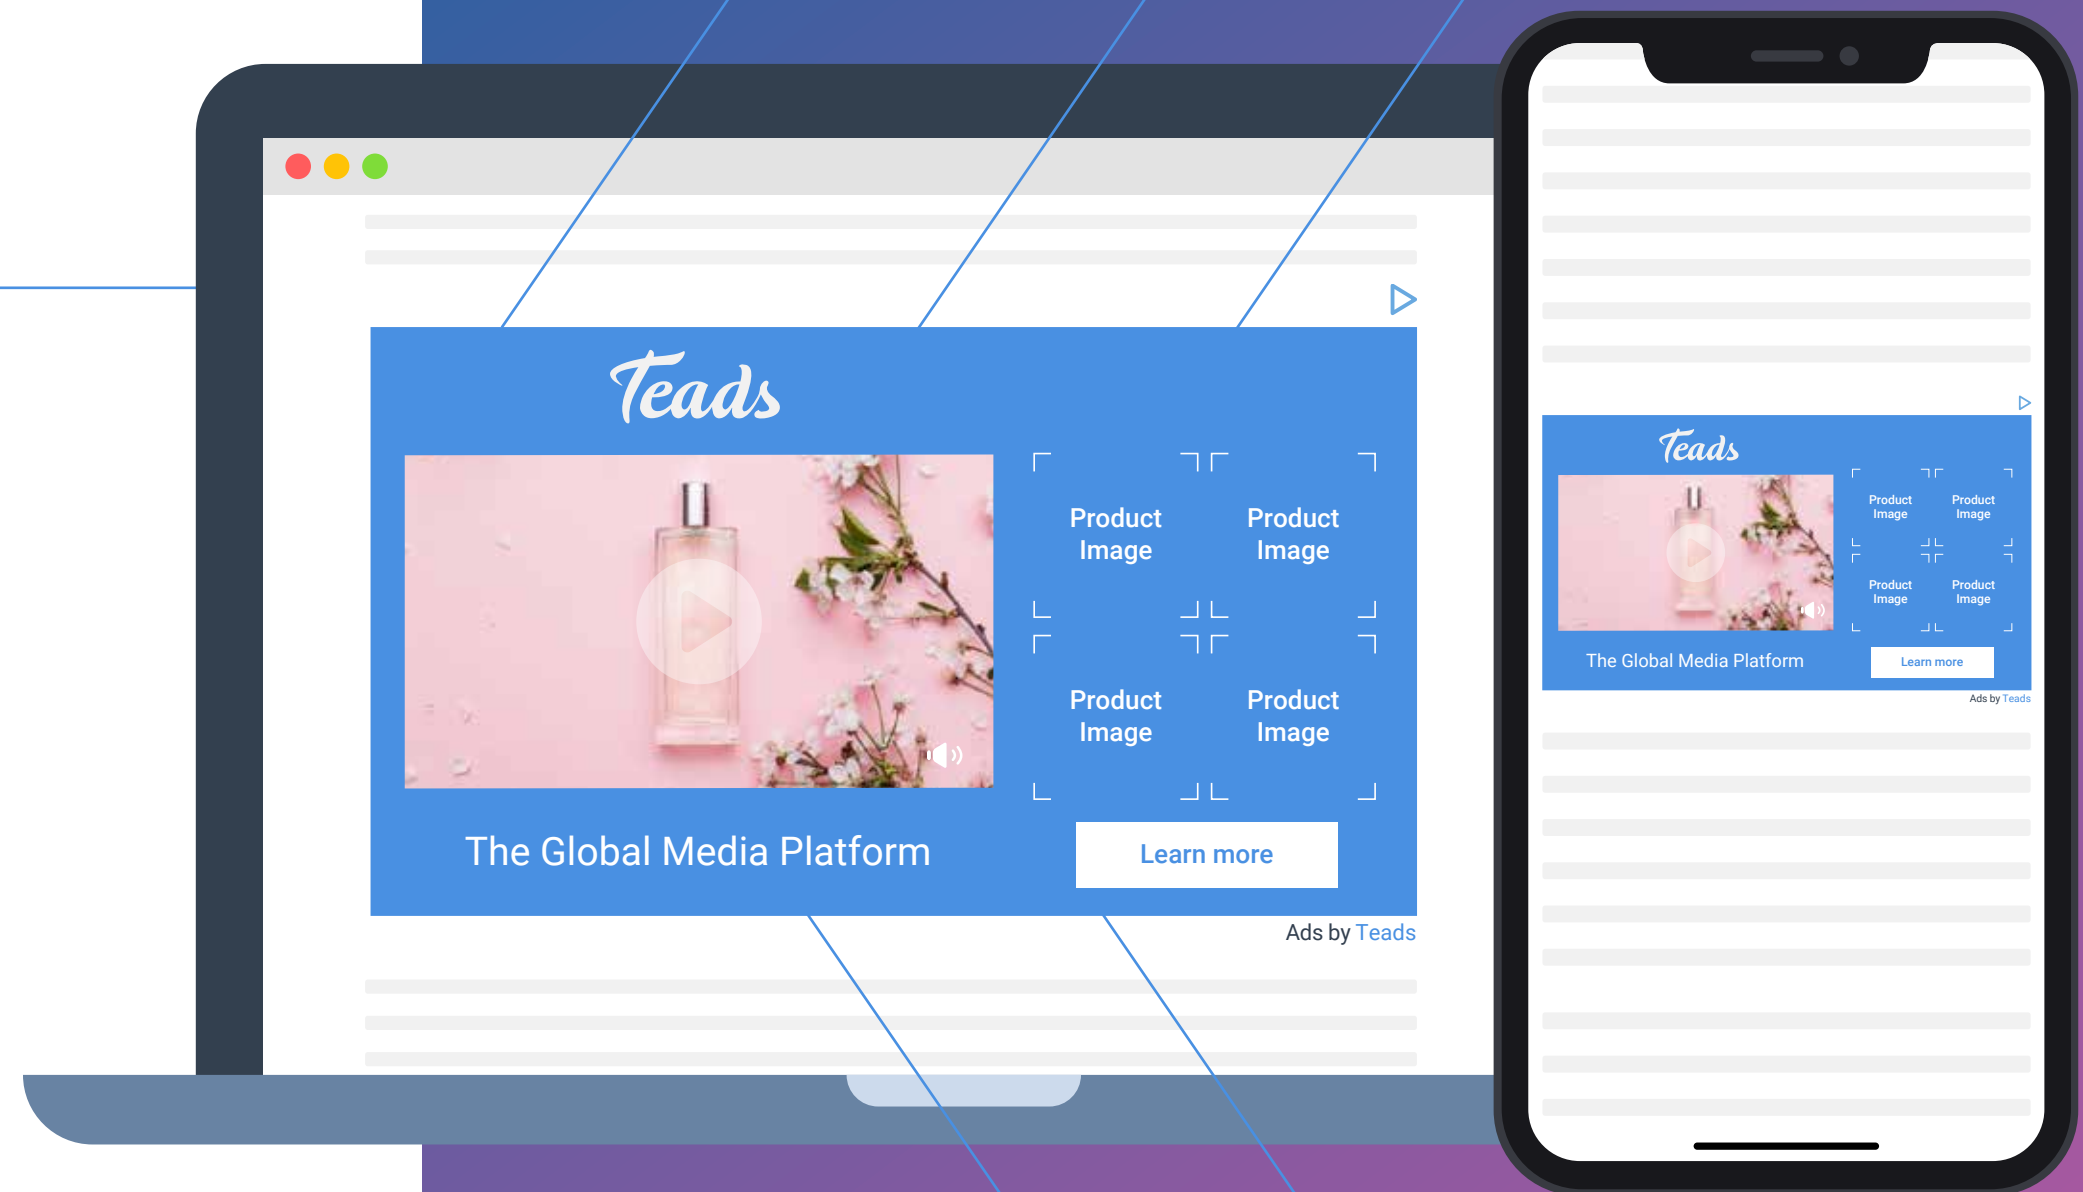 Teads
Product
Image
Product
Image
Product
Image
Product
Image
The Global Media Platform
Learn more
Ads by Teads
Teads
Product
Image
Product
Image
Product
Image
Product
Image
The Global Media Platform
Learn more
Ads by Teads